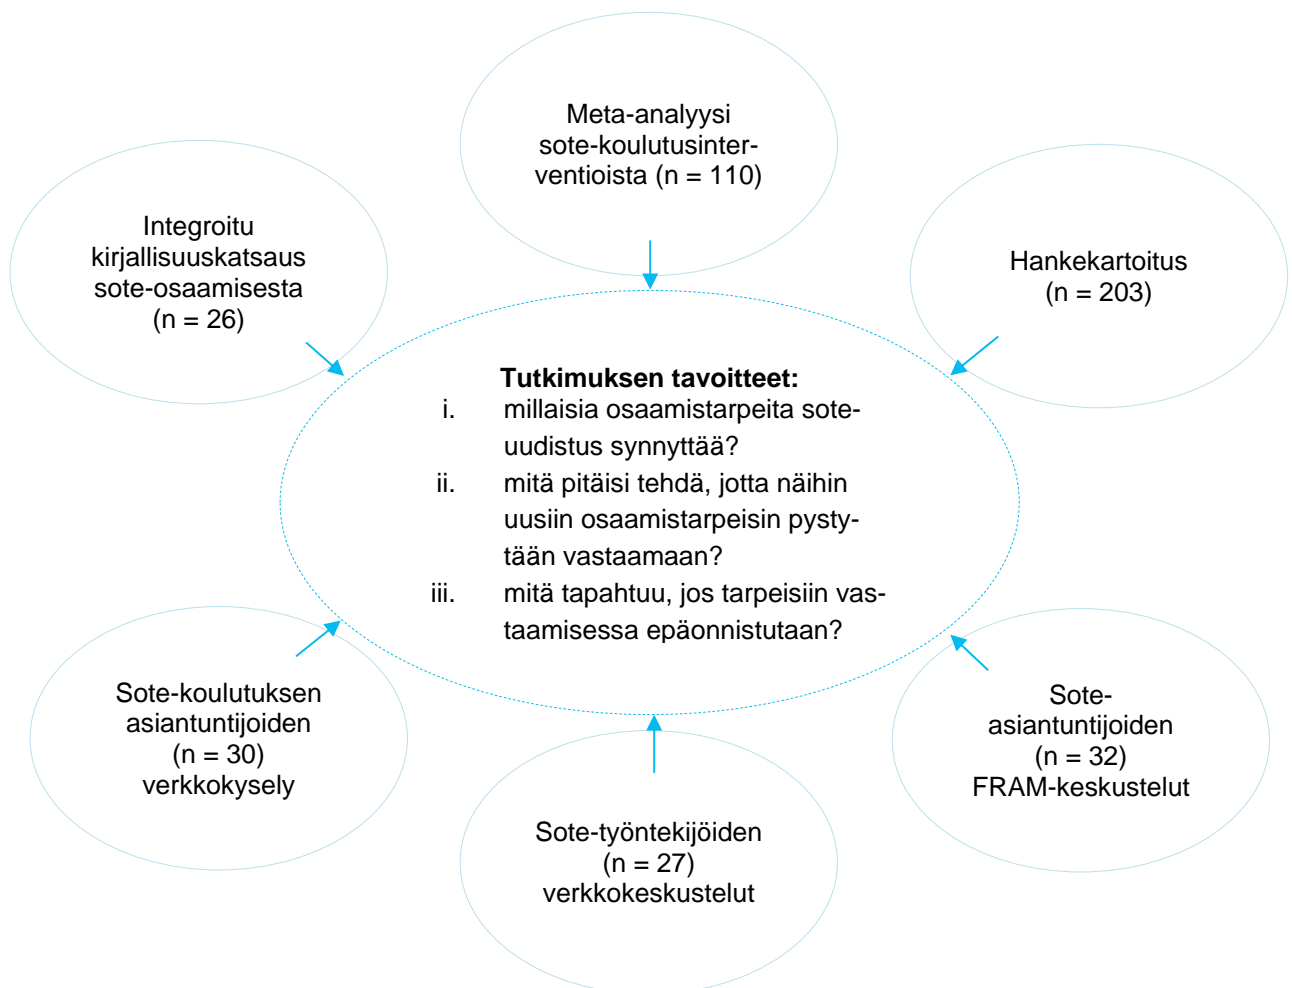 Meta-analyysi
sote-koulutusinter-
ventioista (n = 110)
Integroitu
kirjallisuuskatsaus
sote-osaamisesta
(n = 26)
Hankekartoitus
(n = 203)
Tutkimuksen tavoitteet:
i. millaisia osaamistarpeita sote-
uudistus synnyttää?
ii. mitä pitäisi tehdä, jotta näihin
uusiin osaamistarpeisin pysty-
tään vastaamaan?
iii. mitä tapahtuu, jos tarpeisiin vas-
taamisessa epäonnistutaan?
Sote-koulutuksen
asiantuntijoiden
(n = 30)
verkkokysely
Sote-
asiantuntijoiden
(n = 32)
FRAM-keskustelut
Sote-työntekijöiden
(n = 27)
verkkokeskustelut